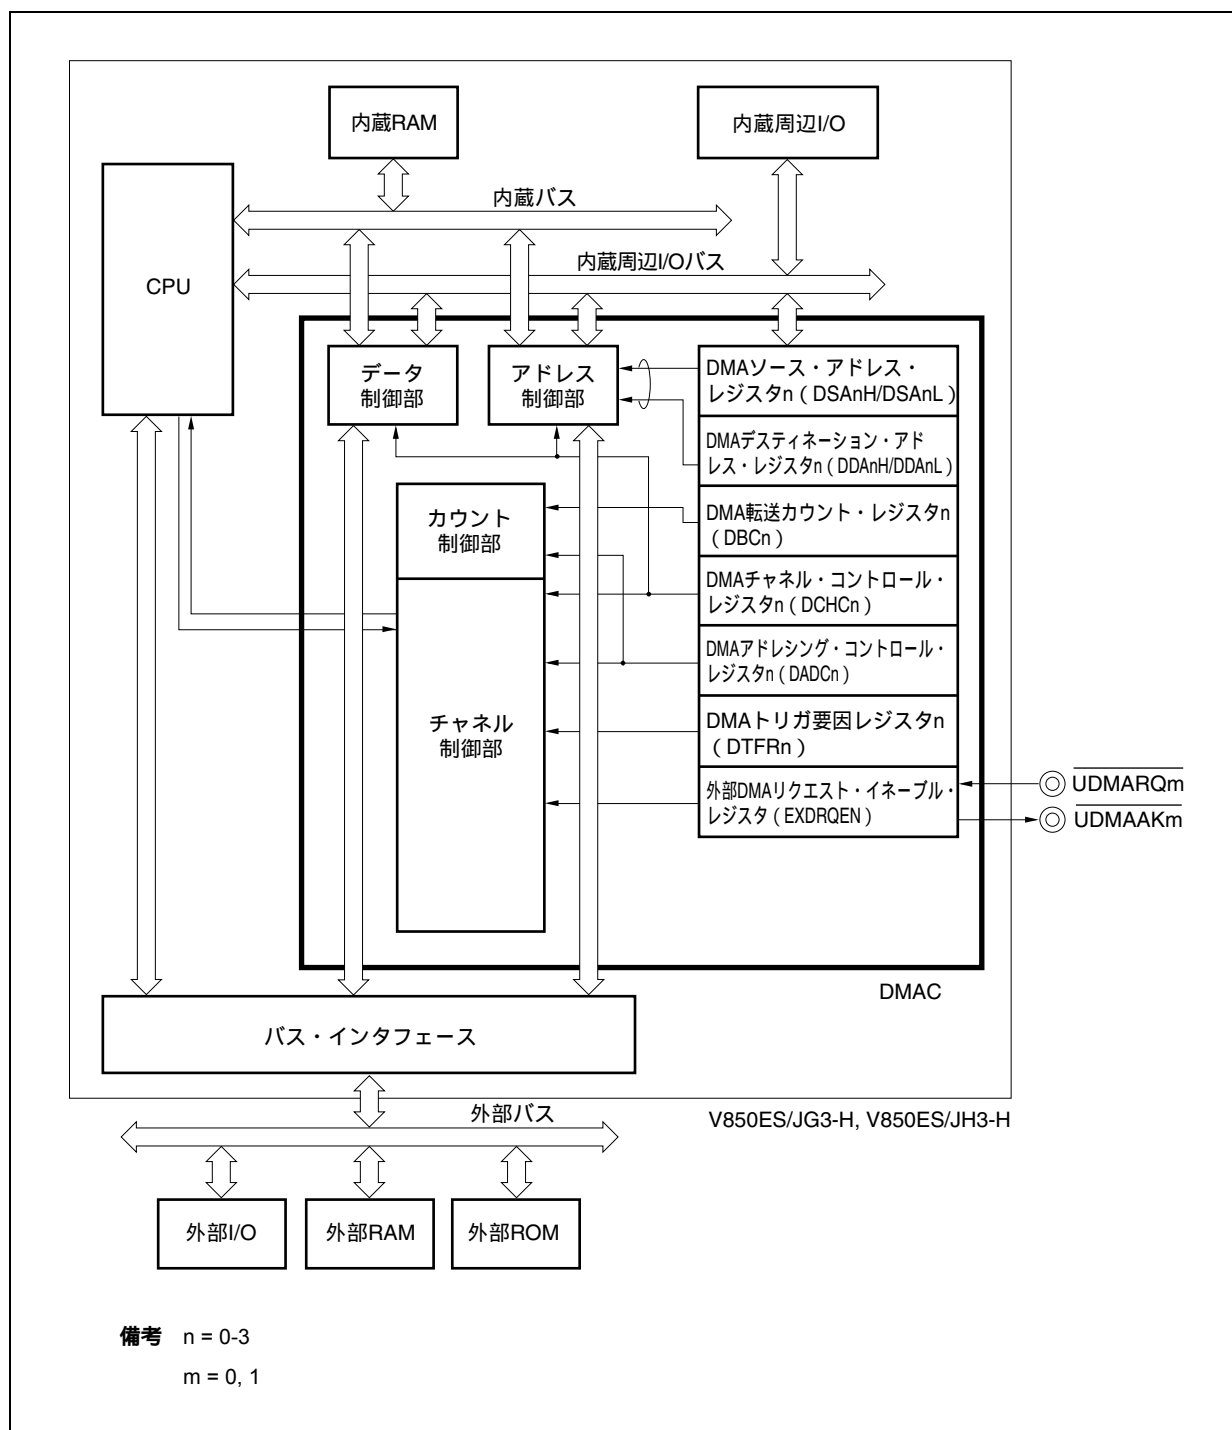 内蔵RAM
内蔵周辺I/O
内蔵バス
CPU
内蔵周辺I/Oバス
データ
制御部
アドレス
制御部
DMAソース・アドレス・
レジスタn（DSAnH/DSAnL）
DMAデスティネーション・アド
レス・レジスタn（DDAnH/DDAnL）
カウント
制御部
DMA転送カウント・レジスタn
（DBCn）
DMAチャネル・コントロール・
レジスタn（DCHCn）
DMAアドレシング・コントロール・
レジスタn（DADCn）
チャネル
制御部
DMAトリガ要因レジスタn
（DTFRn）
外部DMAリクエスト・イネーブル・
レジスタ（EXDRQEN）
UDMARQm
UDMAAKm
DMAC
バス・インタフェース
外部バス
V850ES/JG3-H, V850ES/JH3-H
外部I/O
外部RAM
外部ROM
備考 n = 0-3
m = 0, 1